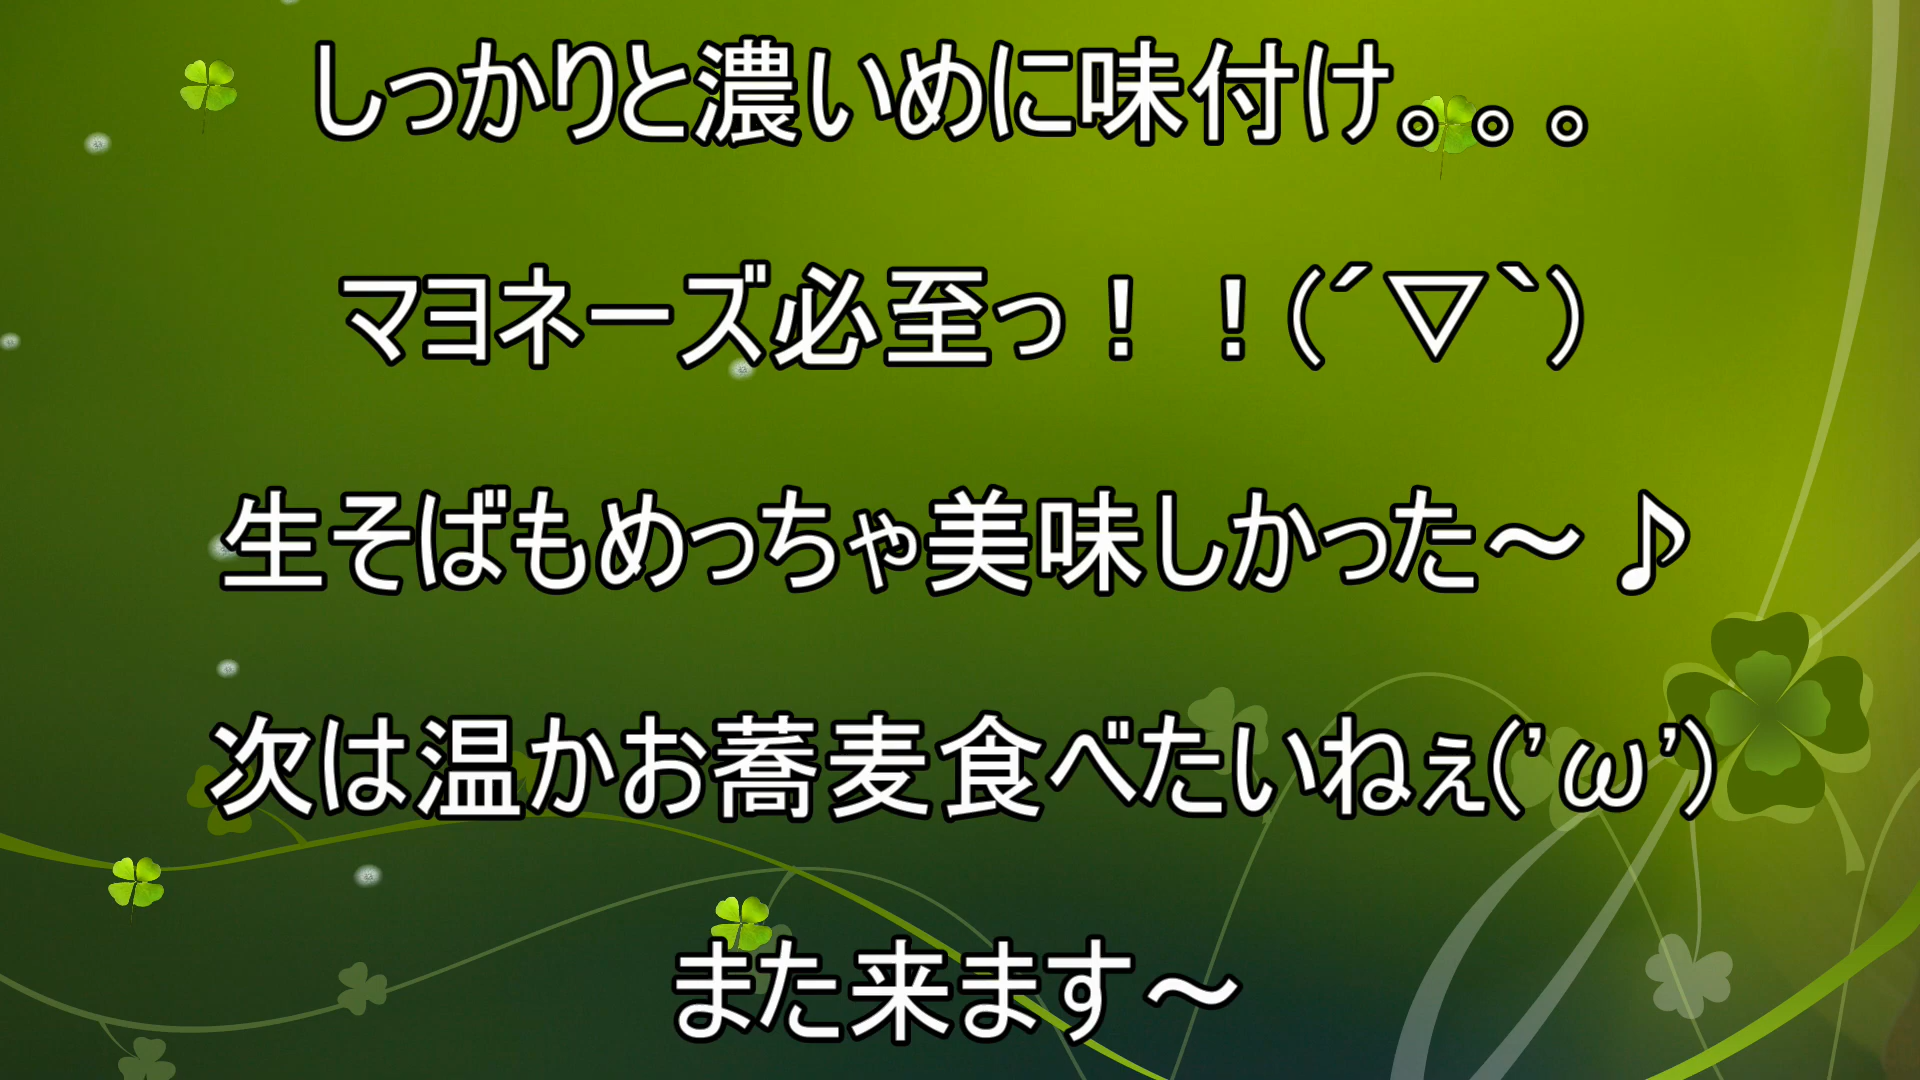 しっかりと濃いめに味付け。。。
マヨネーズ必至っ！！(´▽`)
生そばもめっちゃ美味しかった～♪
次は温かお蕎麦食べたいねぇ('ω')
また来ます～